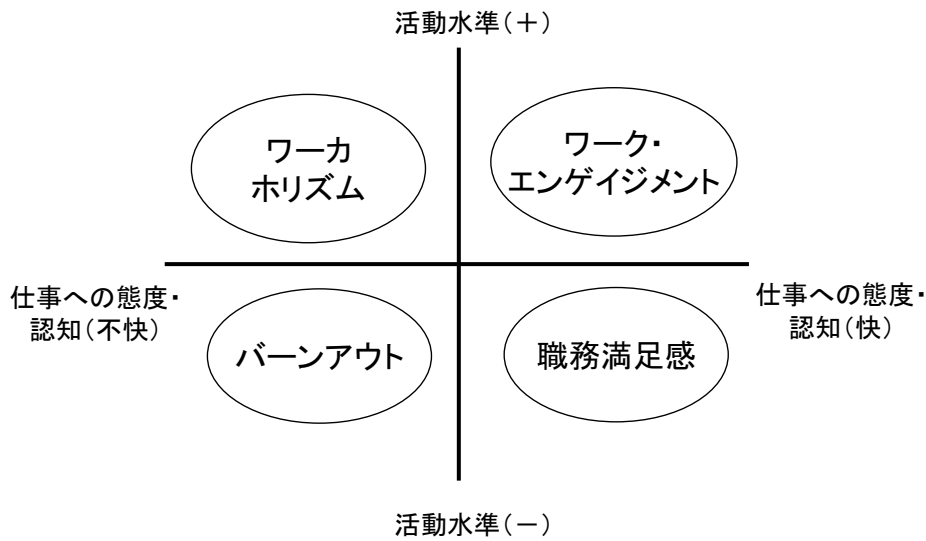 活動水準(+)
ワーカ
ホリズム
ワーク・
エンゲイジメント
仕事への態度・
認知(不快)
仕事への態度・
認知(快)
バーンアウト
職務満足感
活動水準(-)